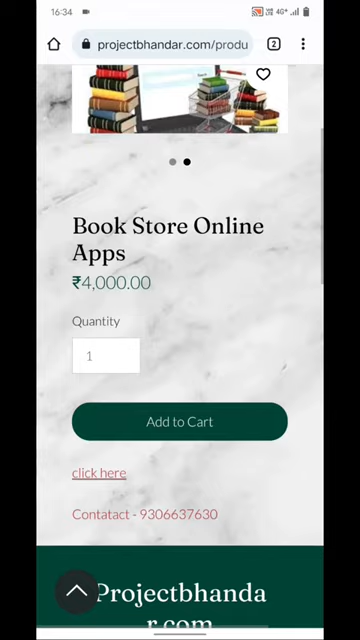 16:34
4G+
projectbhandar.com/produ
2
Book Store Online
Apps
₹4,000.00
Quantity
1
Add to Cart
click here
Contatact - 9306637630
Projectbhanda
r.com